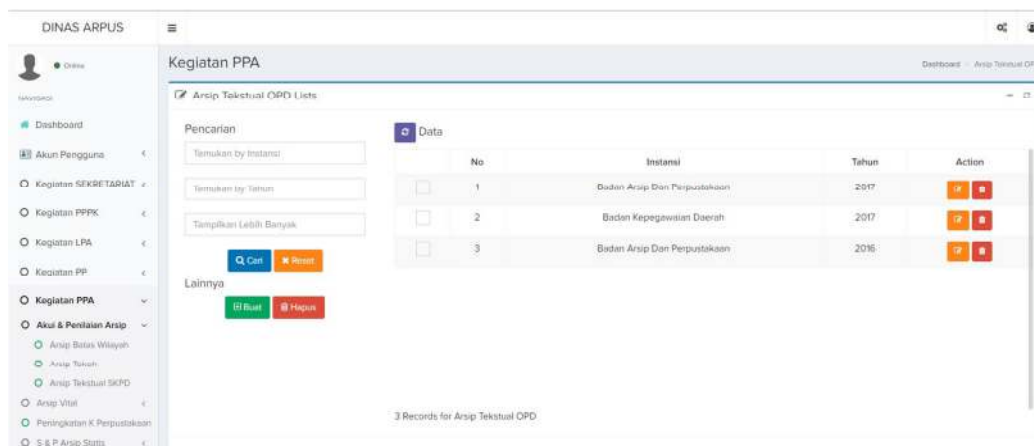 DINAS ARPUS
Online
NAVIGASI
Dashboard
Akun Pengguna
Kegiatan SEKRETARIAT
Kegiatan PPPK
Kegiatan LPA
Kegiatan PP
Kegiatan PPA
Akui & Penilaian Arsip
Arsip Batas Wilayah
Arsip Tokoh
Arsip Tekstual SKPD
Arsip Vital
Peningkatan K Perpustakaan
S & P Arsip Statis
Kegiatan PPA
Dashboard
Arsip Tekstual OP
Arsip Tekstual OPD Lists
Pencarian
Temukan by Instansi
Temukan by Tahun
Tampilkan Lebih Banyak
Cari Reset
Lainnya
Buat Hapus
Data
No Instansi Tahun Action
1 Badan Arsip Dan Perpustakaan 2017
2 Badan Kepegawaian Daerah 2017
3 Badan Arsip Dan Perpustakaan 2016
3 Records for Arsip Tekstual OPD